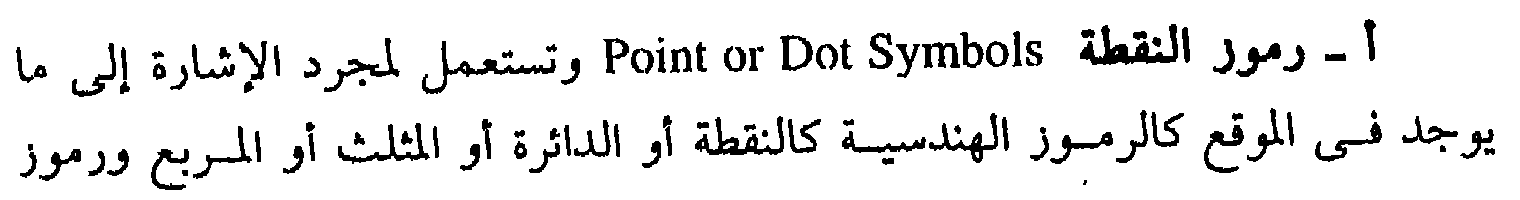 أ ـ رموز النقطة Point or Dot Symbols وتستعمل لمجرد الإشارة إلى ما
يوجد فى الموقع كالرموز الهندسية كالنقطة أو الدائرة أو المثلث أو المربع ورموز